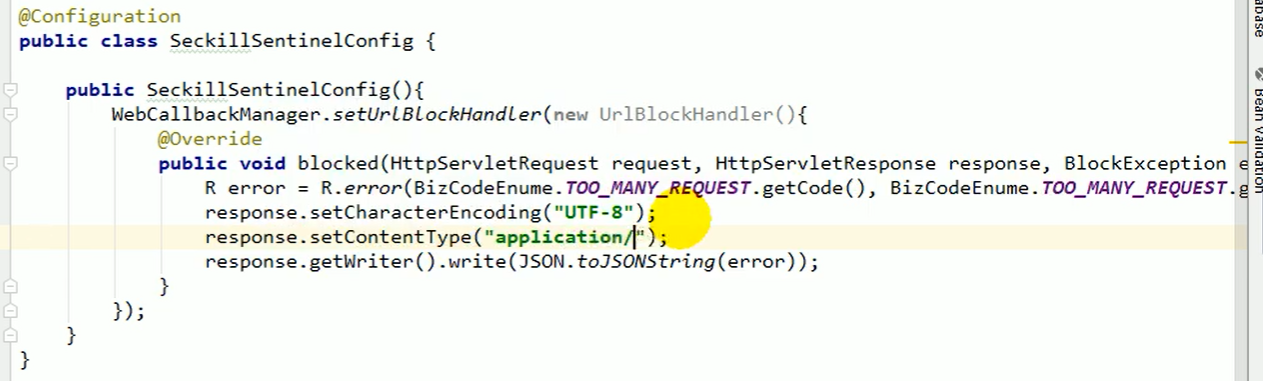 @Configuration
public class SeckillSentinelConfig {
public SeckillSentinelConfig(){
WebCallbackManager.setUrlBlockHandler(new UrlBlockHandler(){
@Override
public void blocked(HttpServletRequest request, HttpServletResponse response, BlockException e
R error = R.error(BizCodeEnume.TOO_MANY_REQUEST.getCode(), BizCodeEnume.TOO_MANY_REQUEST.g
response.setCharacterEncoding("UTF-8");
response.setContentType("application/");
response.getWriter().write(JSON.toJSONString(error));
}
});
}
}
Bean Validation